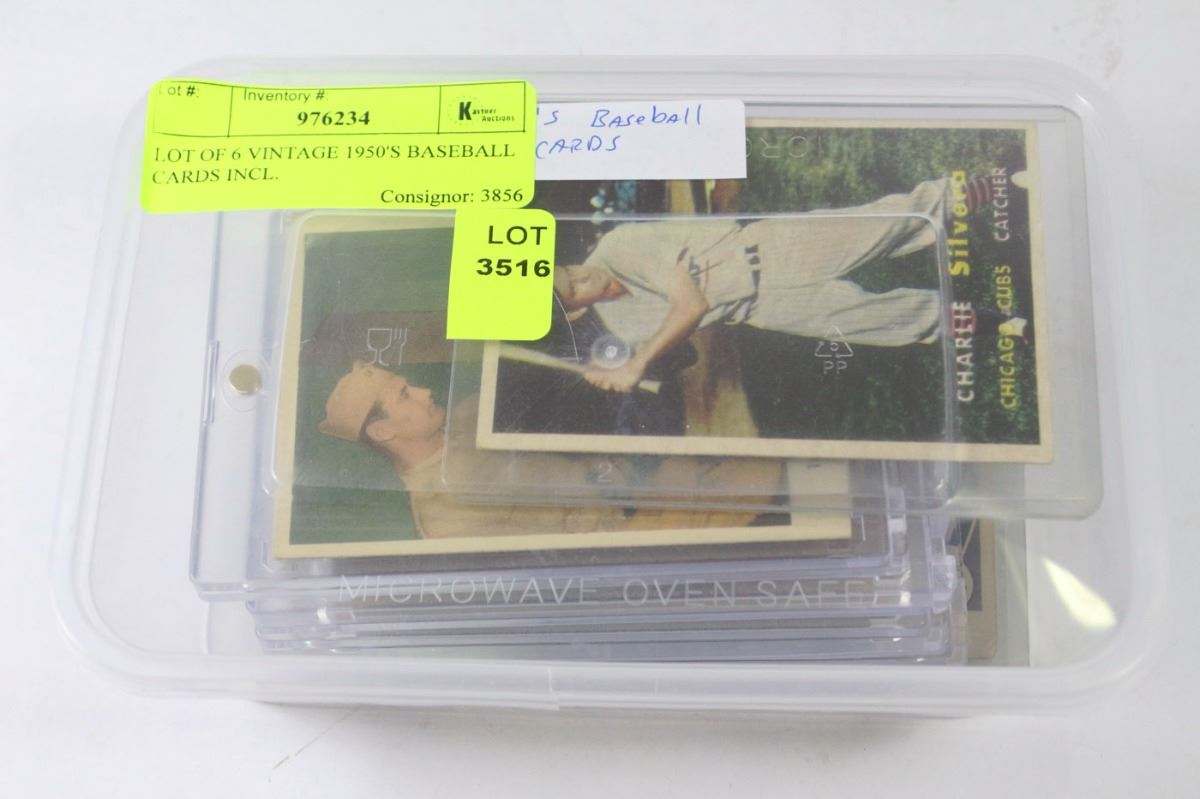 Lot #:
Inventory #:
976234
Kastner
Auctions
LOT OF 6 VINTAGE 1950'S BASEBALL
CARDS INCL.
Consignor: 3856
'S BASEBALL
CARDS
LOT
3516
CHARLIE Silvera
CHICAGO CUBS CATCHER
PP
2
MICROWAVE OVEN SAFE